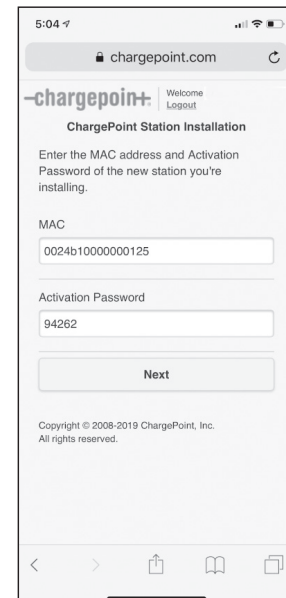 5:04
chargepoint.com
-chargepoin+.
Welcome
Logout
ChargePoint Station Installation
Enter the MAC address and Activation
Password of the new station you're
installing.
MAC
0024b10000000125
Activation Password
94262
Next
Copyright © 2008-2019 ChargePoint, Inc.
All rights reserved.